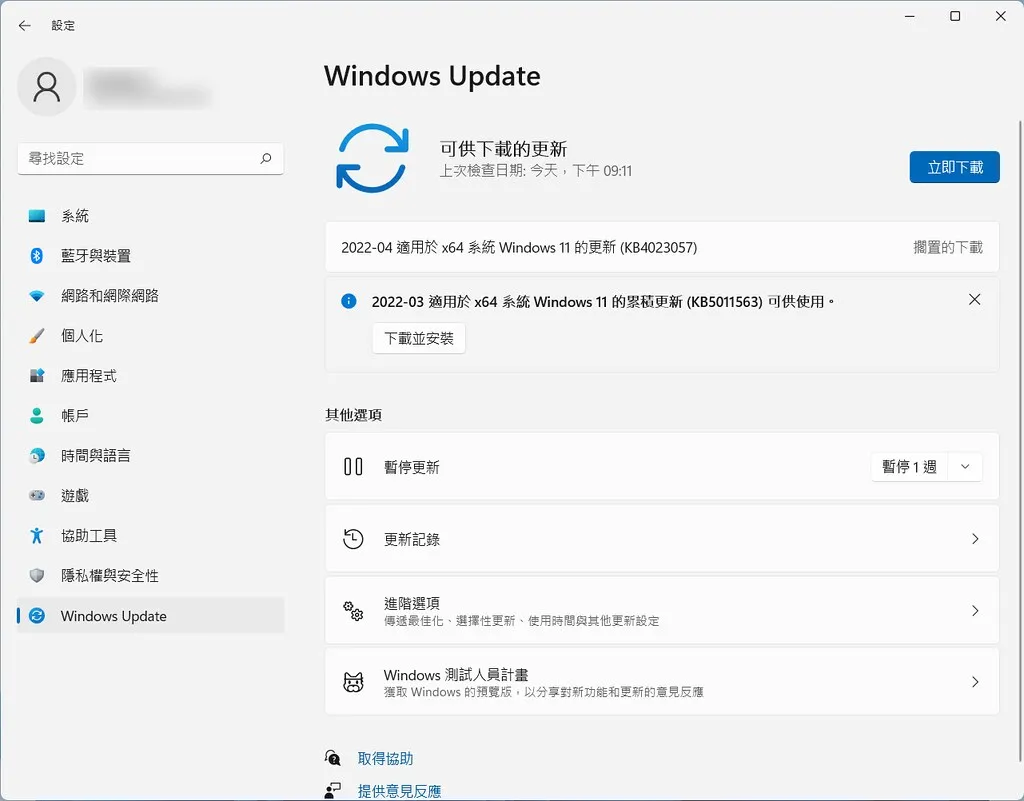 設定
Windows Update
可供下載的更新
上次檢查日期: 今天，下午 09:11
立即下載
尋找設定
系統
藍牙與裝置
網路和網際網路
個人化
應用程式
帳戶
時間與語言
遊戲
協助工具
隱私權與安全性
Windows Update
2022-04 適用於 x64 系統 Windows 11 的更新 (KB4023057)
擱置的下載
2022-03 適用於 x64 系統 Windows 11 的累積更新 (KB5011563) 可供使用。
下載並安裝
其他選項
暫停更新
暫停 1 週
更新記錄
進階選項
傳遞最佳化、選擇性更新、使用時間與其他更新設定
Windows 測試人員計畫
獲取 Windows 的預覽版，以分享對新功能和更新的意見反應
取得協助
提供意見反應